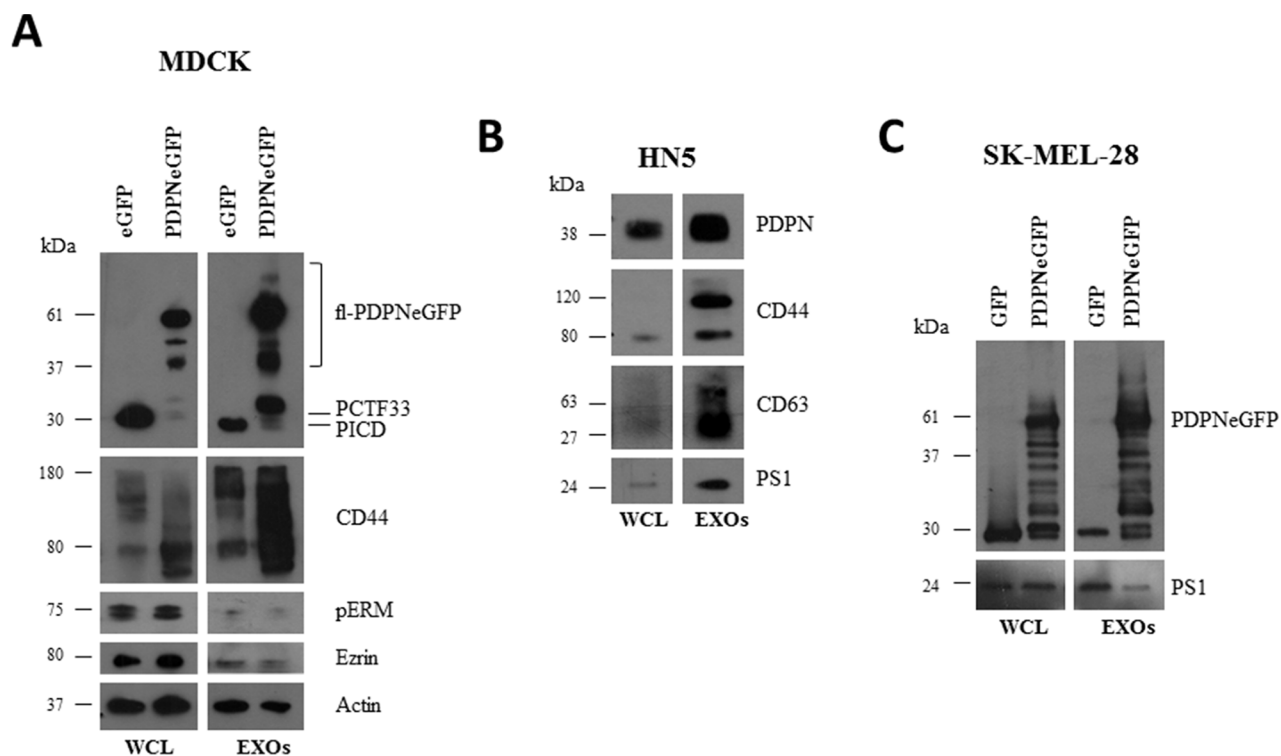 A
MDCK
eGFP
PDPNeGFP
eGFP
PDPNeGFP
kDa
61
37
30
fl-PDPNeGFP
PCTF33
PICD
180
80
CD44
75
pERM
80
Ezrin
37
Actin
WCL
EXOs
B
HN5
kDa
38
PDPN
120
80
CD44
63
27
CD63
24
PS1
WCL
EXOs
C
SK-MEL-28
GFP
PDPNeGFP
GFP
PDPNeGFP
kDa
61
37
30
PDPNeGFP
24
PS1
WCL
EXOs